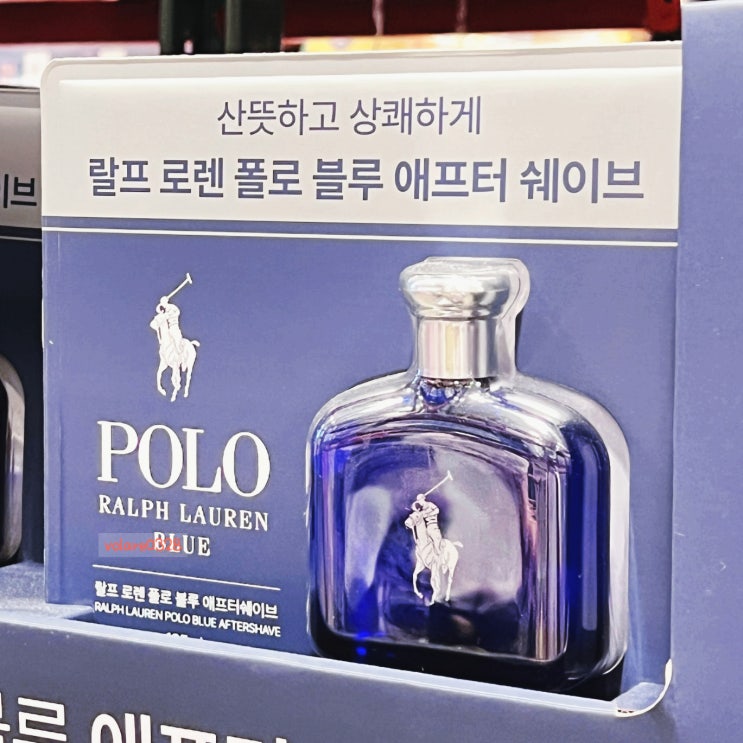 산뜻하고 상쾌하게
랄프 로렌 폴로 블루 애프터 쉐이브
이브
POLO
RALPH LAUREN
BLUE
랄프 로렌 폴로 블루 애프터쉐이브
RALPH LAUREN POLO BLUE AFTERSHAVE